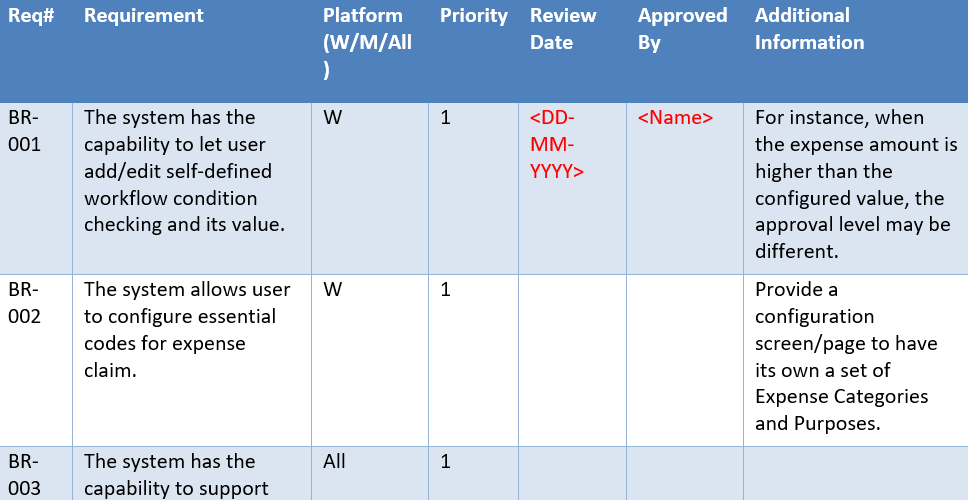 Req# Requirement Platform Priority Review Approved Additional
(W/M/All Date By Information
)
BR- The system has the W 1 <DD- <Name> For instance, when
001 capability to let user MM- the expense amount is
add/edit self-defined YYYY> higher than the
workflow condition configured value, the
checking and its value. approval level may be
different.
BR- The system allows user W 1 Provide a
002 to configure essential configuration
codes for expense screen/page to have
claim. its own a set of
Expense Categories
and Purposes.
BR- The system has the All 1
003 capability to support